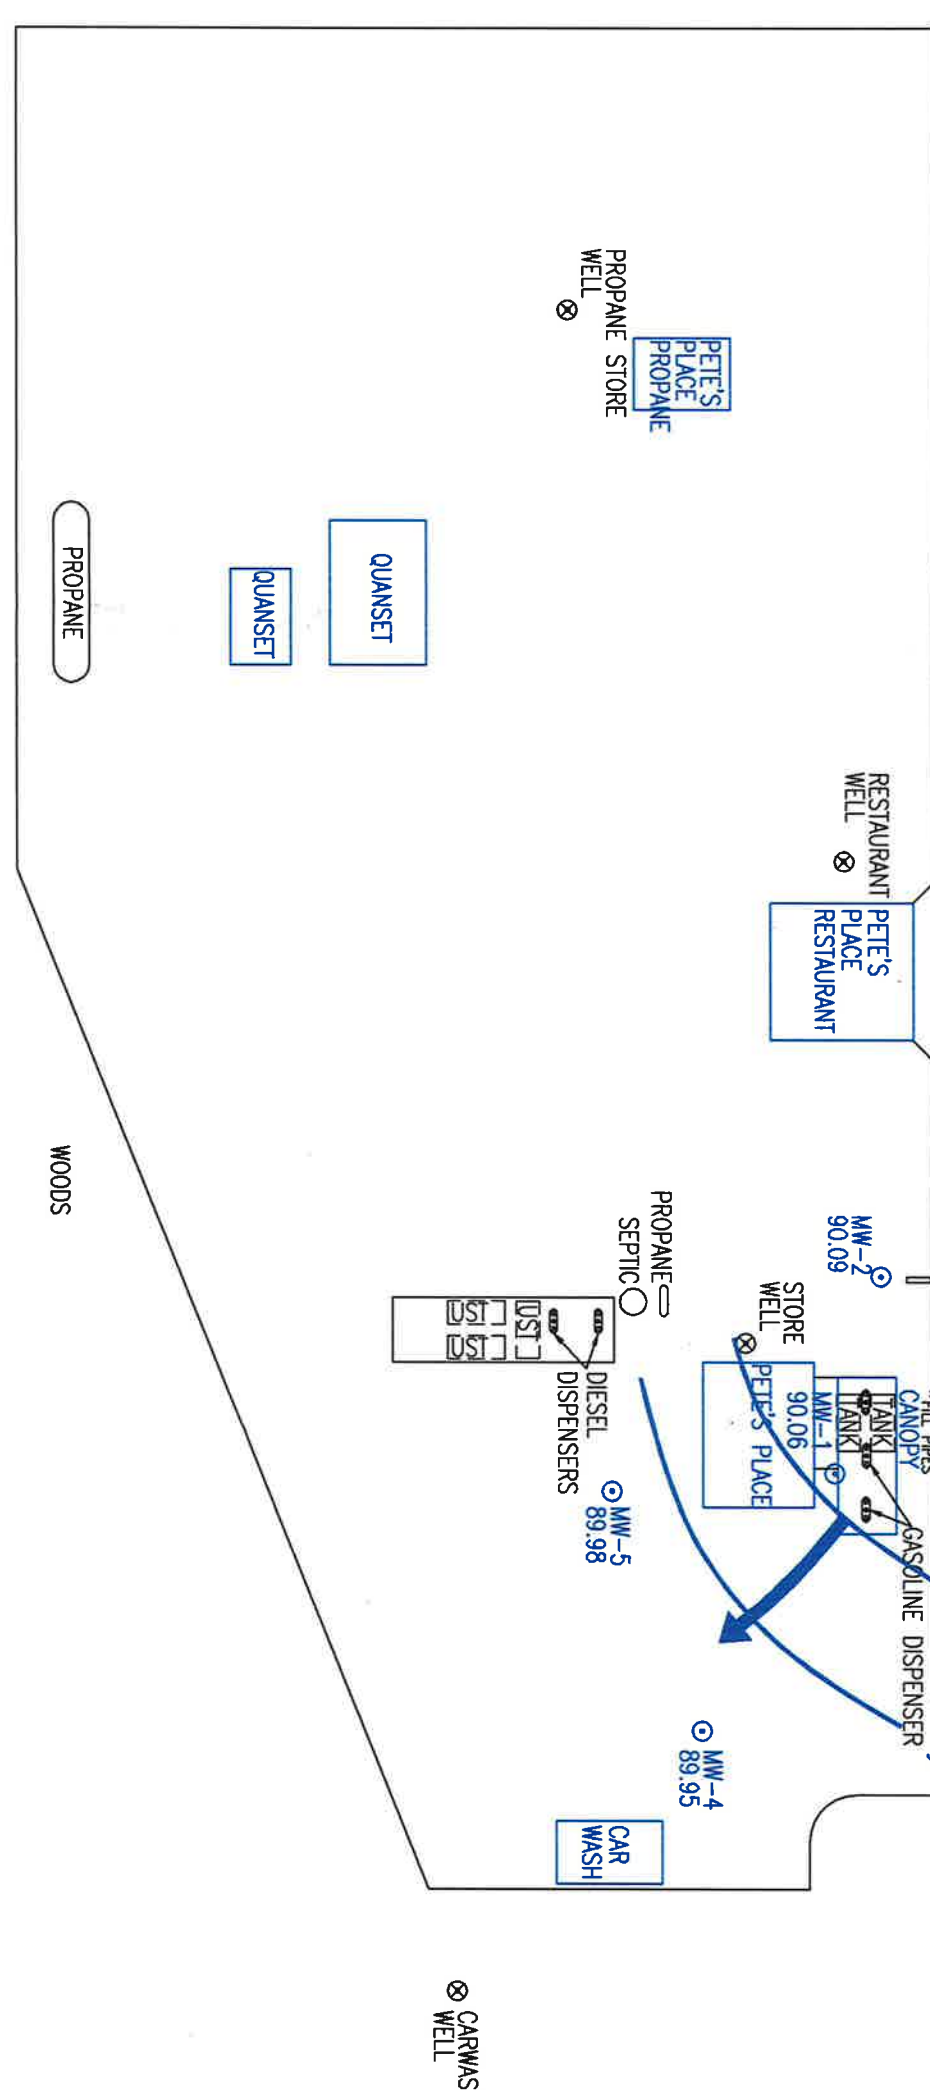 PROPANE STORE
WELL
PETE'S
PLACE
PROPANE
QUANSET
QUANSET
PROPANE
RESTAURANT
WELL
PETE'S
PLACE
RESTAURANT
WOODS
MW-2
90.09
PROPANE
SEPTIC
STORE
WELL
UST
UST
UST
DIESEL
DISPENSERS
PETE'S PLACE
MW-1
90.06
TANK
TANK
CANOPY
PIPES
GASOLINE DISPENSER
MW-5
89.98
MW-4
89.95
CAR
WASH
CARWAS
WELL